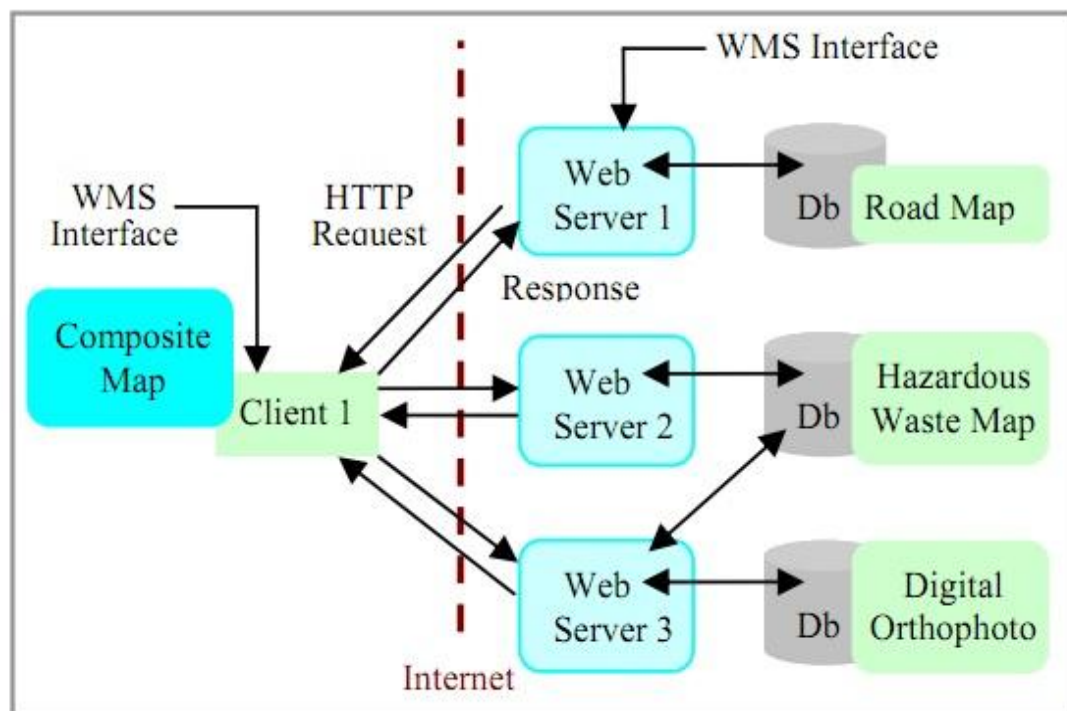 WMS Interface
WMS
Interface
HTTP
Request
Web
Server 1
Db
Road Map
Response
Composite
Map
Client 1
Web
Server 2
Db
Hazardous
Waste Map
Web
Server 3
Db
Digital
Orthophoto
Internet